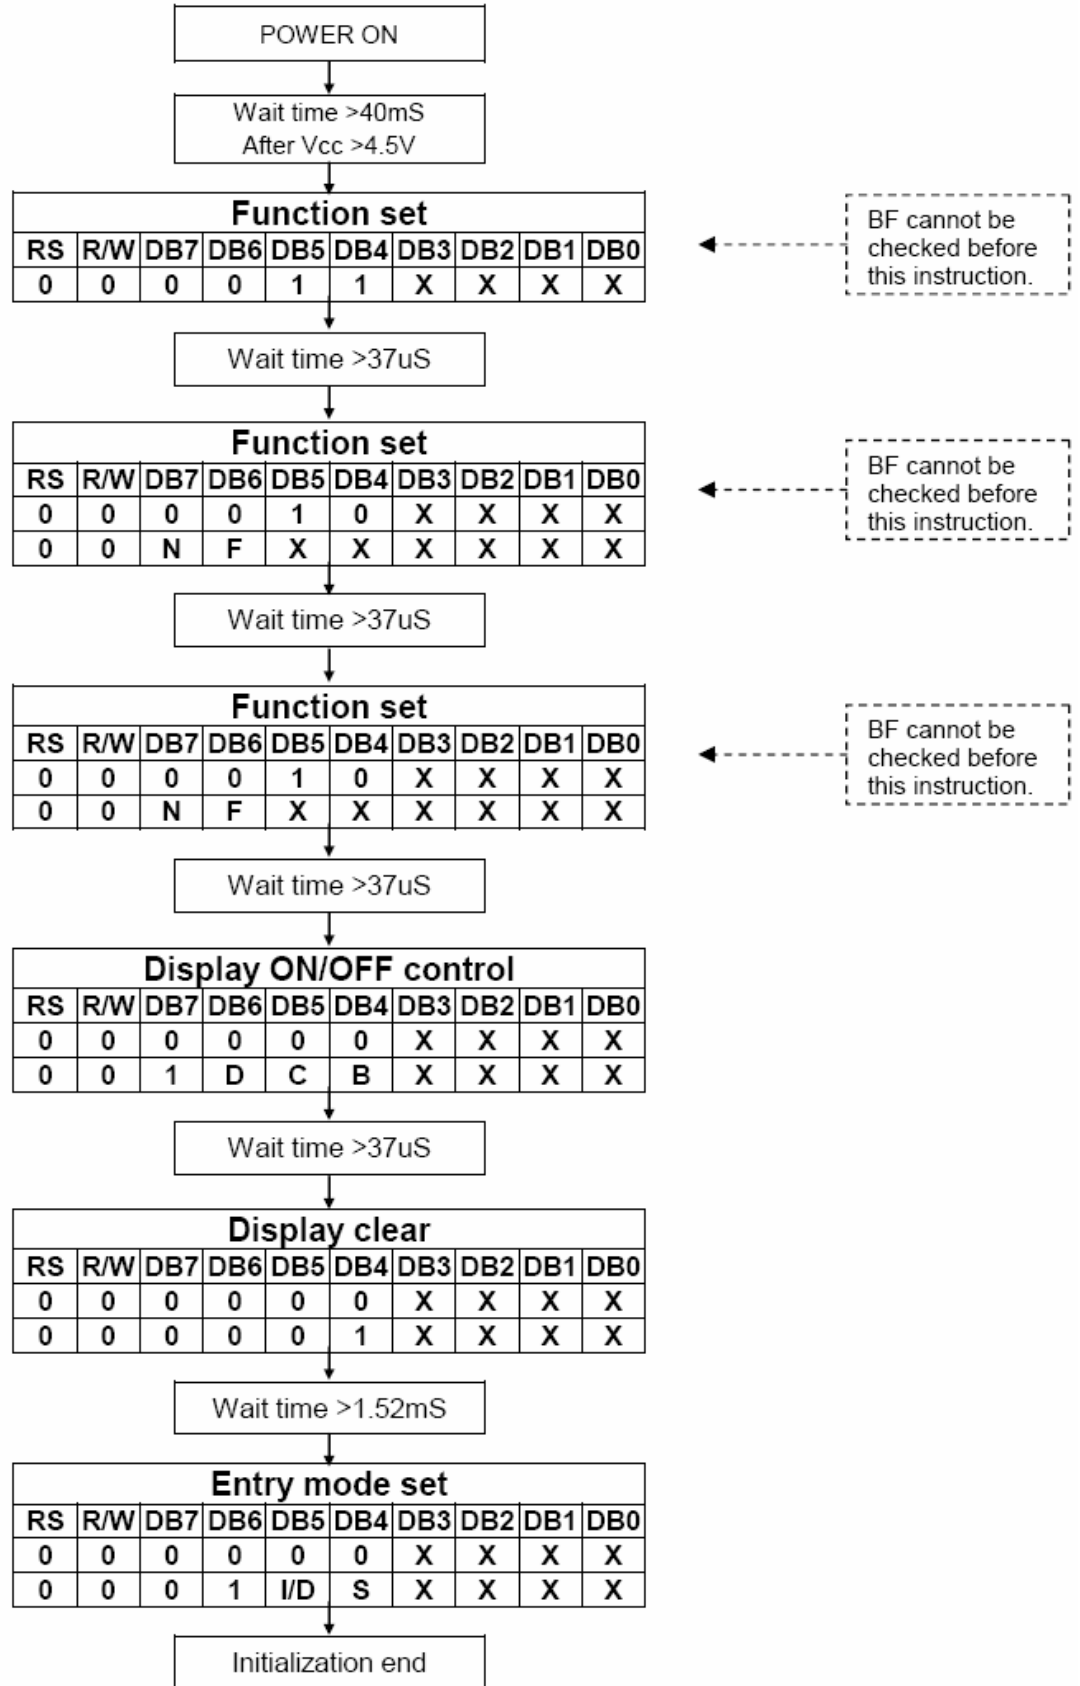 POWER ON
Wait time >40mS
After Vcc >4.5V
Function set
RS R/W DB7 DB6 DB5 DB4 DB3 DB2 DB1 DB0
0 0 0 0 1 1 X X X X
BF cannot be
checked before
this instruction.
Wait time >37uS
Function set
RS R/W DB7 DB6 DB5 DB4 DB3 DB2 DB1 DB0
0 0 0 0 1 0 X X X X
0 0 N F X X X X X X
BF cannot be
checked before
this instruction.
Wait time >37uS
Function set
RS R/W DB7 DB6 DB5 DB4 DB3 DB2 DB1 DB0
0 0 0 0 1 0 X X X X
0 0 N F X X X X X X
BF cannot be
checked before
this instruction.
Wait time >37uS
Display ON/OFF control
RS R/W DB7 DB6 DB5 DB4 DB3 DB2 DB1 DB0
0 0 0 0 0 0 X X X X
0 0 1 D C B X X X X
Wait time >37uS
Display clear
RS R/W DB7 DB6 DB5 DB4 DB3 DB2 DB1 DB0
0 0 0 0 0 0 X X X X
0 0 0 0 0 1 X X X X
Wait time >1.52mS
Entry mode set
RS R/W DB7 DB6 DB5 DB4 DB3 DB2 DB1 DB0
0 0 0 0 0 0 X X X X
0 0 0 1 I/D S X X X X
Initialization end